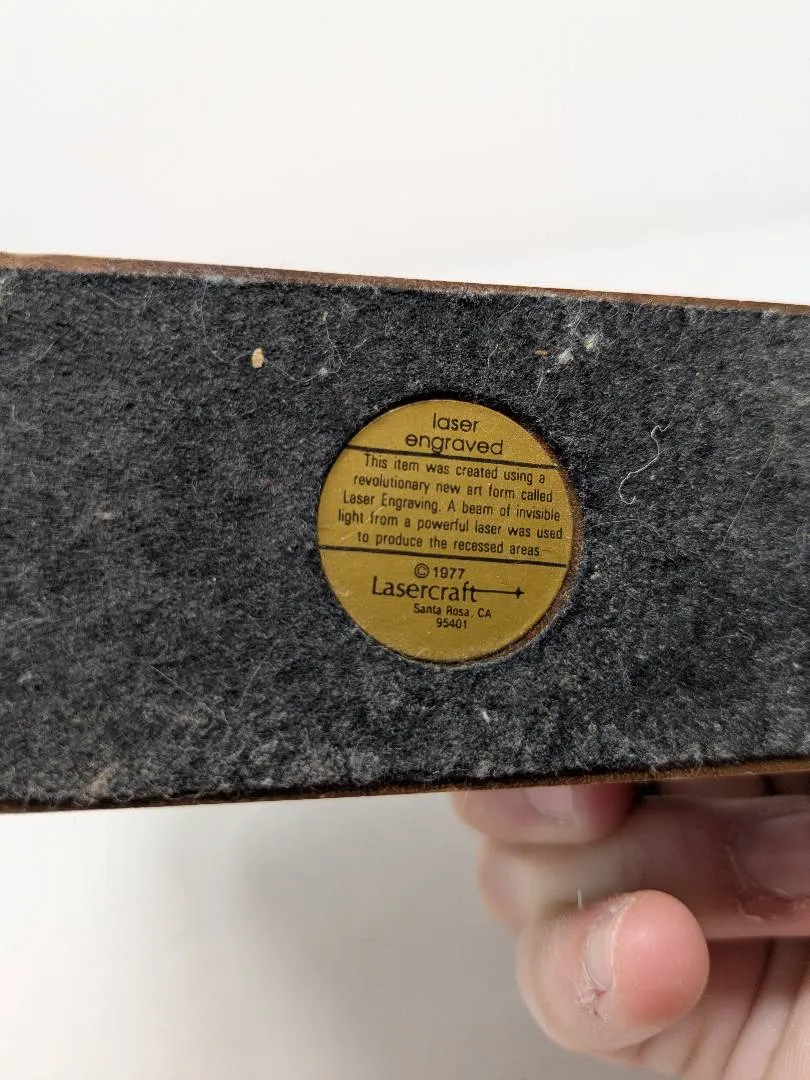 laser
engraved
This item was created using a
revolutionary new art form called
Laser Engraving. A beam of invisible
light from a powerful laser was used
to produce the recessed areas.
© 1977
Lasercraft
Santa Rosa, CA
95401